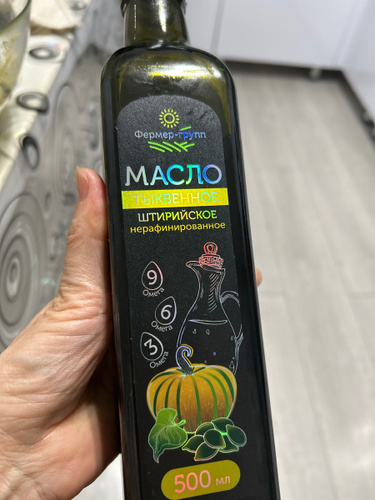 Фермер-групп
МАСЛО
ТЫКВЕННОЕ
ШТИРИЙСКОЕ
нерафинированное
9
Омега
6
Омега
3
Омега
500 мл